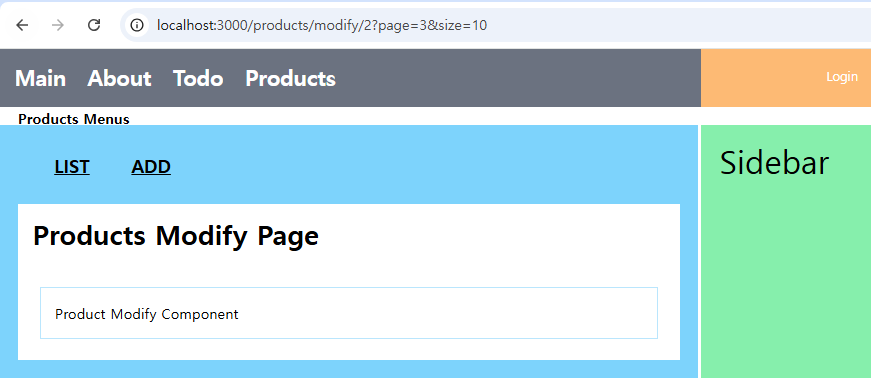 localhost:3000/products/modify/2?page=3&size=10
Main About Todo Products Login
Products Menus
LIST ADD
Sidebar
Products Modify Page
Product Modify Component